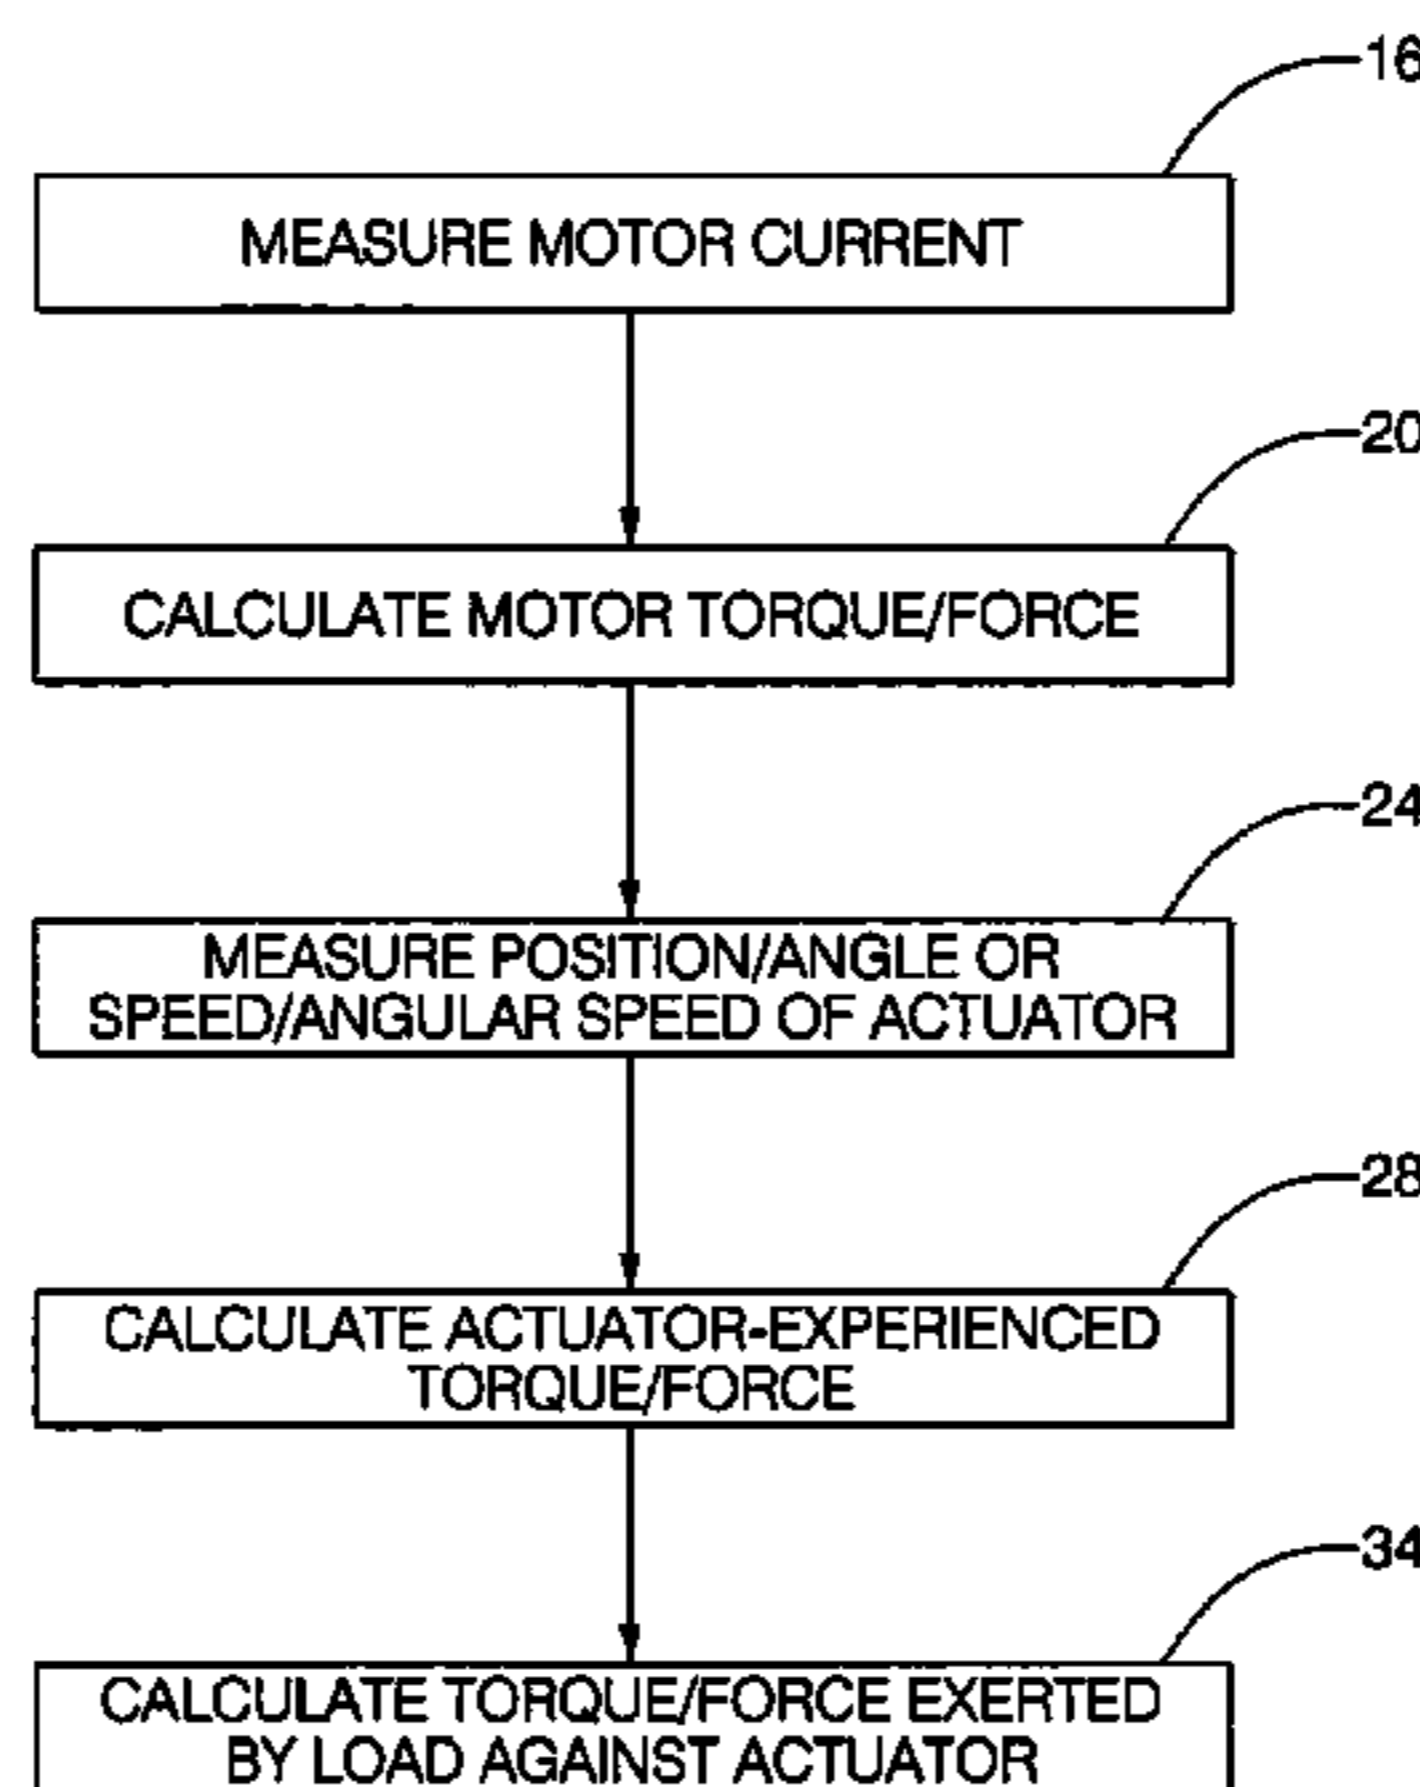 16
MEASURE MOTOR CURRENT
20
CALCULATE MOTOR TORQUE/FORCE
24
MEASURE POSITION/ANGLE OR
SPEED/ANGULAR SPEED OF ACTUATOR
28
CALCULATE ACTUATOR-EXPERIENCED
TORQUE/FORCE
34
CALCULATE TORQUE/FORCE EXERTED
BY LOAD AGAINST ACTUATOR